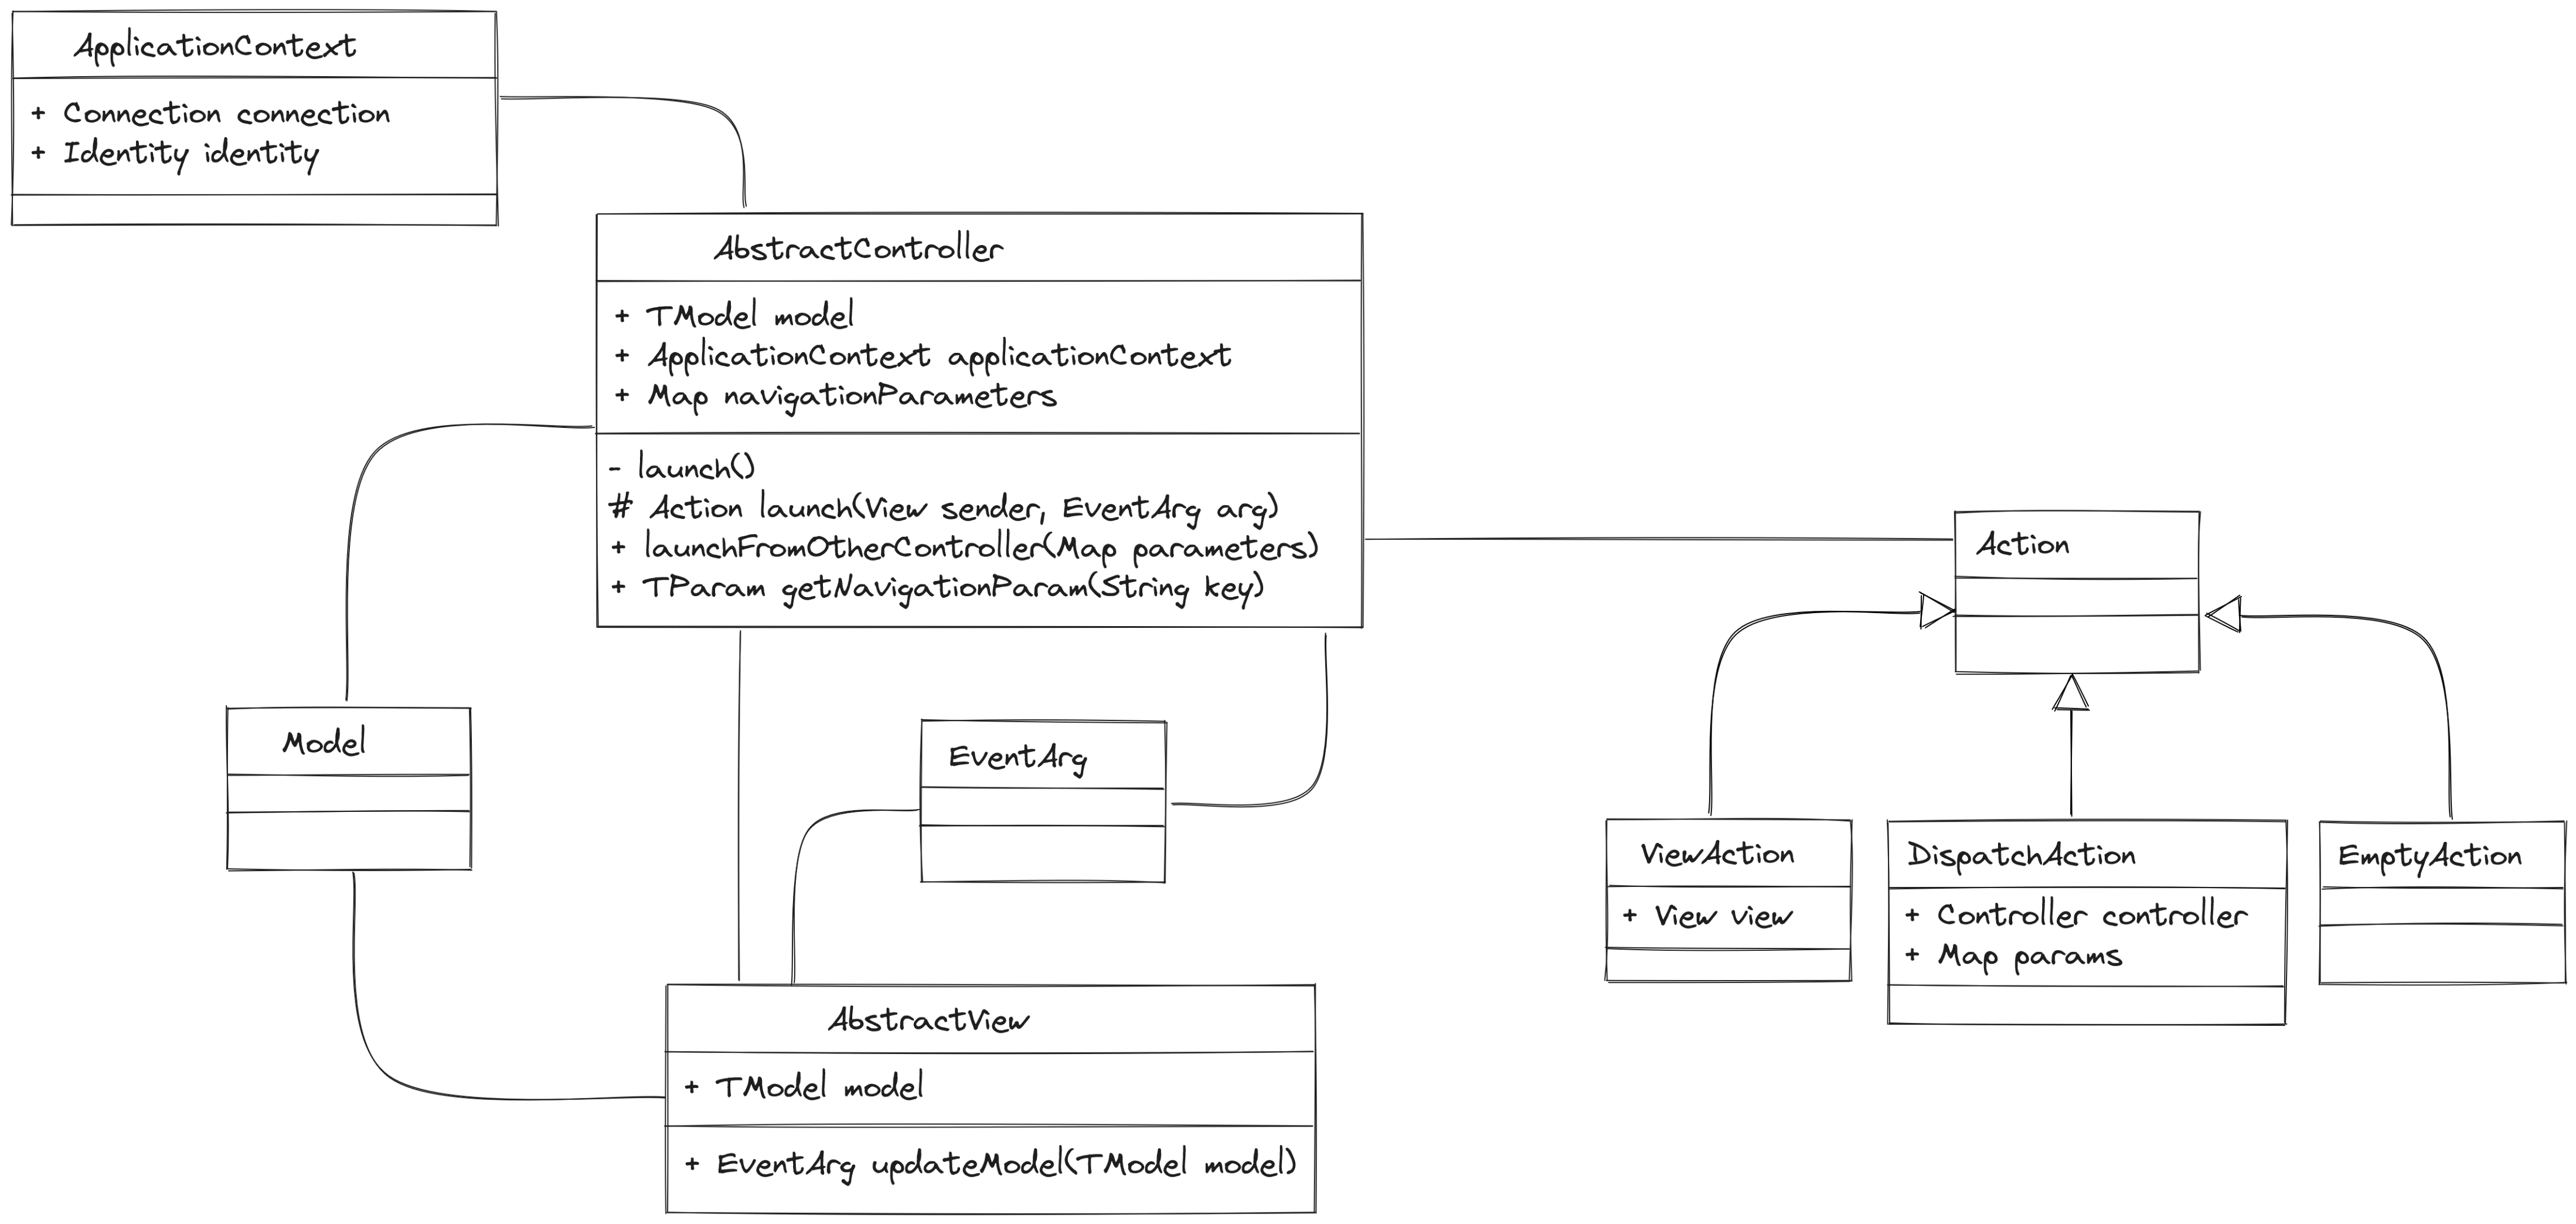 ApplicationContext
+ Connection connection
+ Identity identity
AbstractController
+ TModel model
+ ApplicationContext applicationContext
+ Map navigationParameters
- launch()
# Action launch(View sender, EventArg arg)
+ launchFromOtherController(Map parameters)
+ TParam getNavigationParam(String key)
Action
Model
EventArg
ViewAction
+ View view
DispatchAction
+ Controller controller
+ Map params
EmptyAction
AbstractView
+ TModel model
+ EventArg updateModel(TModel model)